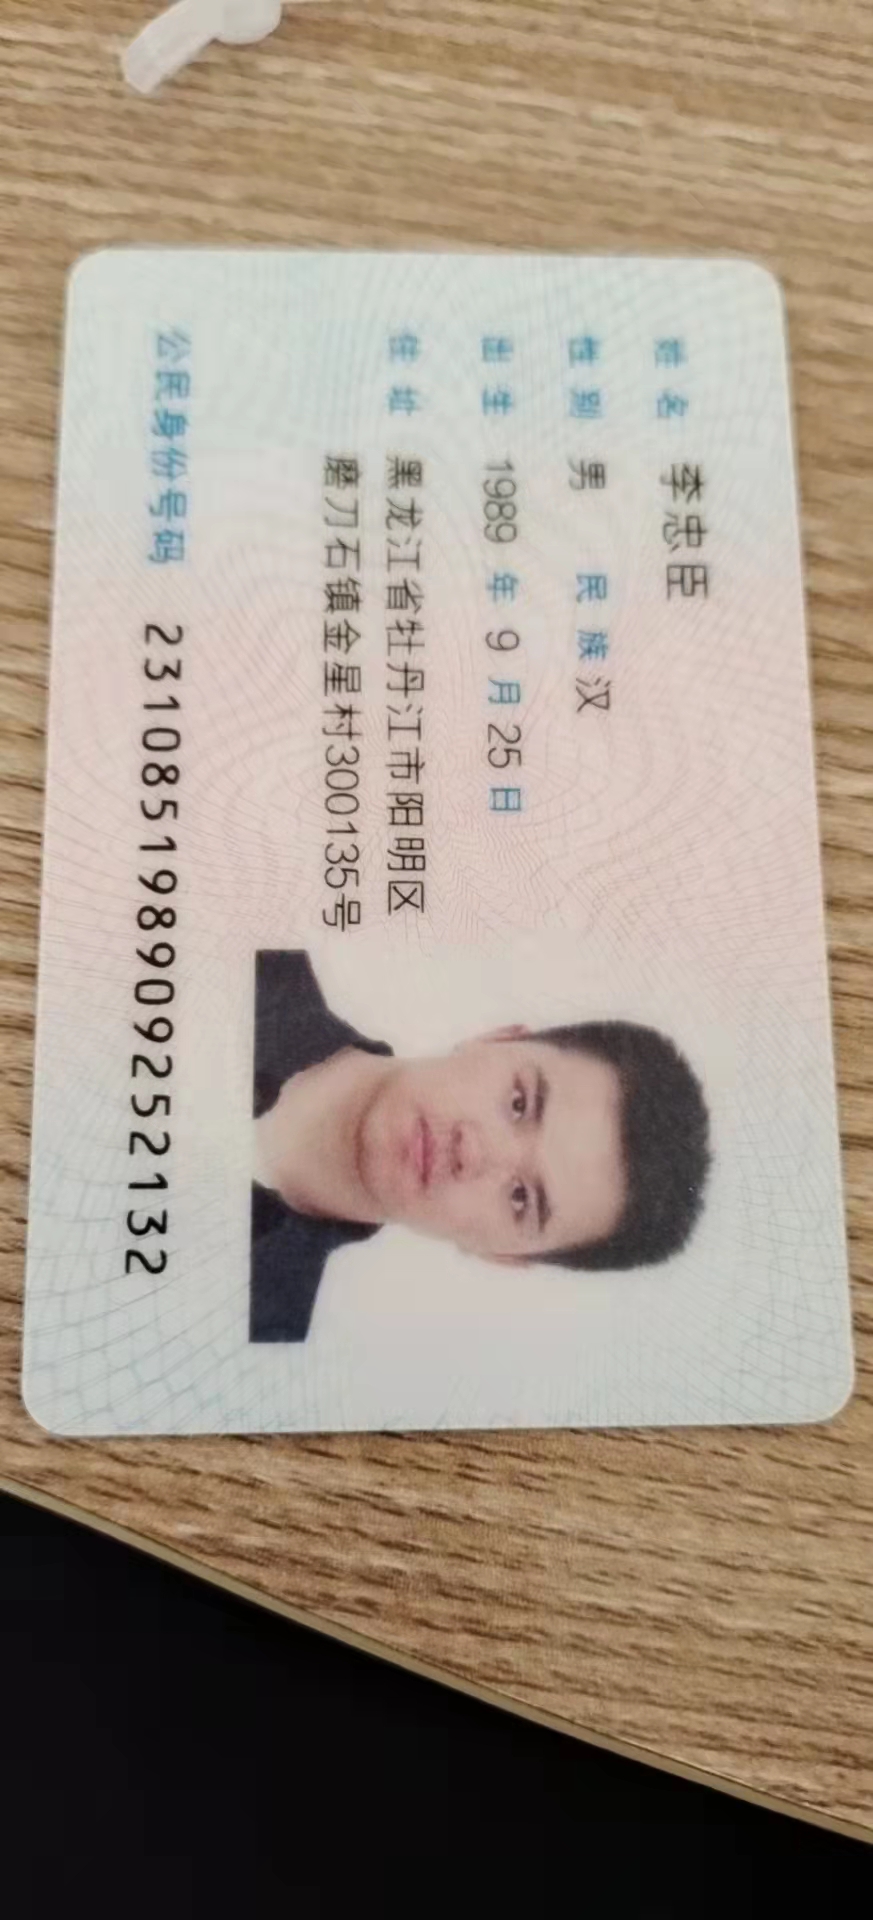 姓名 李忠臣
性别 男 民族 汉
出生 1989 年 9 月 25 日
住址 黑龙江省牡丹江市阳明区
磨刀石镇金星村300135号
公民身份号码 231085198909252132